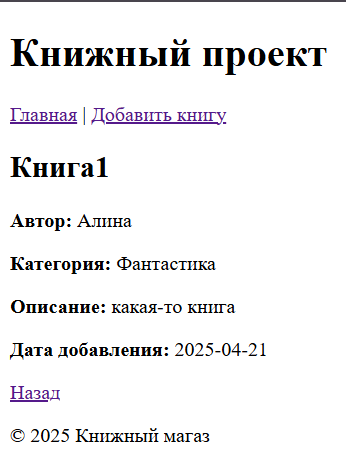 Книжный проект
Главная | Добавить книгу
Книга1
Автор: Алина
Категория: Фантастика
Описание: какая-то книга
Дата добавления: 2025-04-21
Назад
© 2025 Книжный магаз